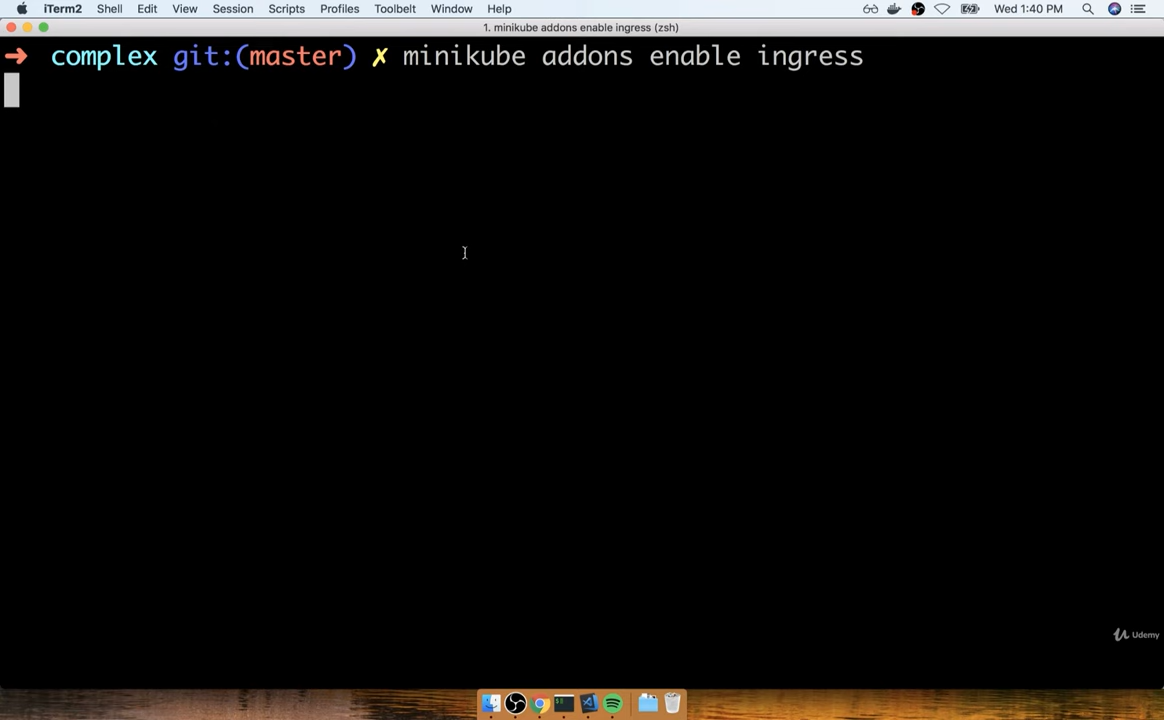 iTerm2 Shell Edit View Session Scripts Profiles Toolbelt Window Help Wed 1:40 PM
1. minikube addons enable ingress (zsh)
➜ complex git:(master) ✗ minikube addons enable ingress
Udemy